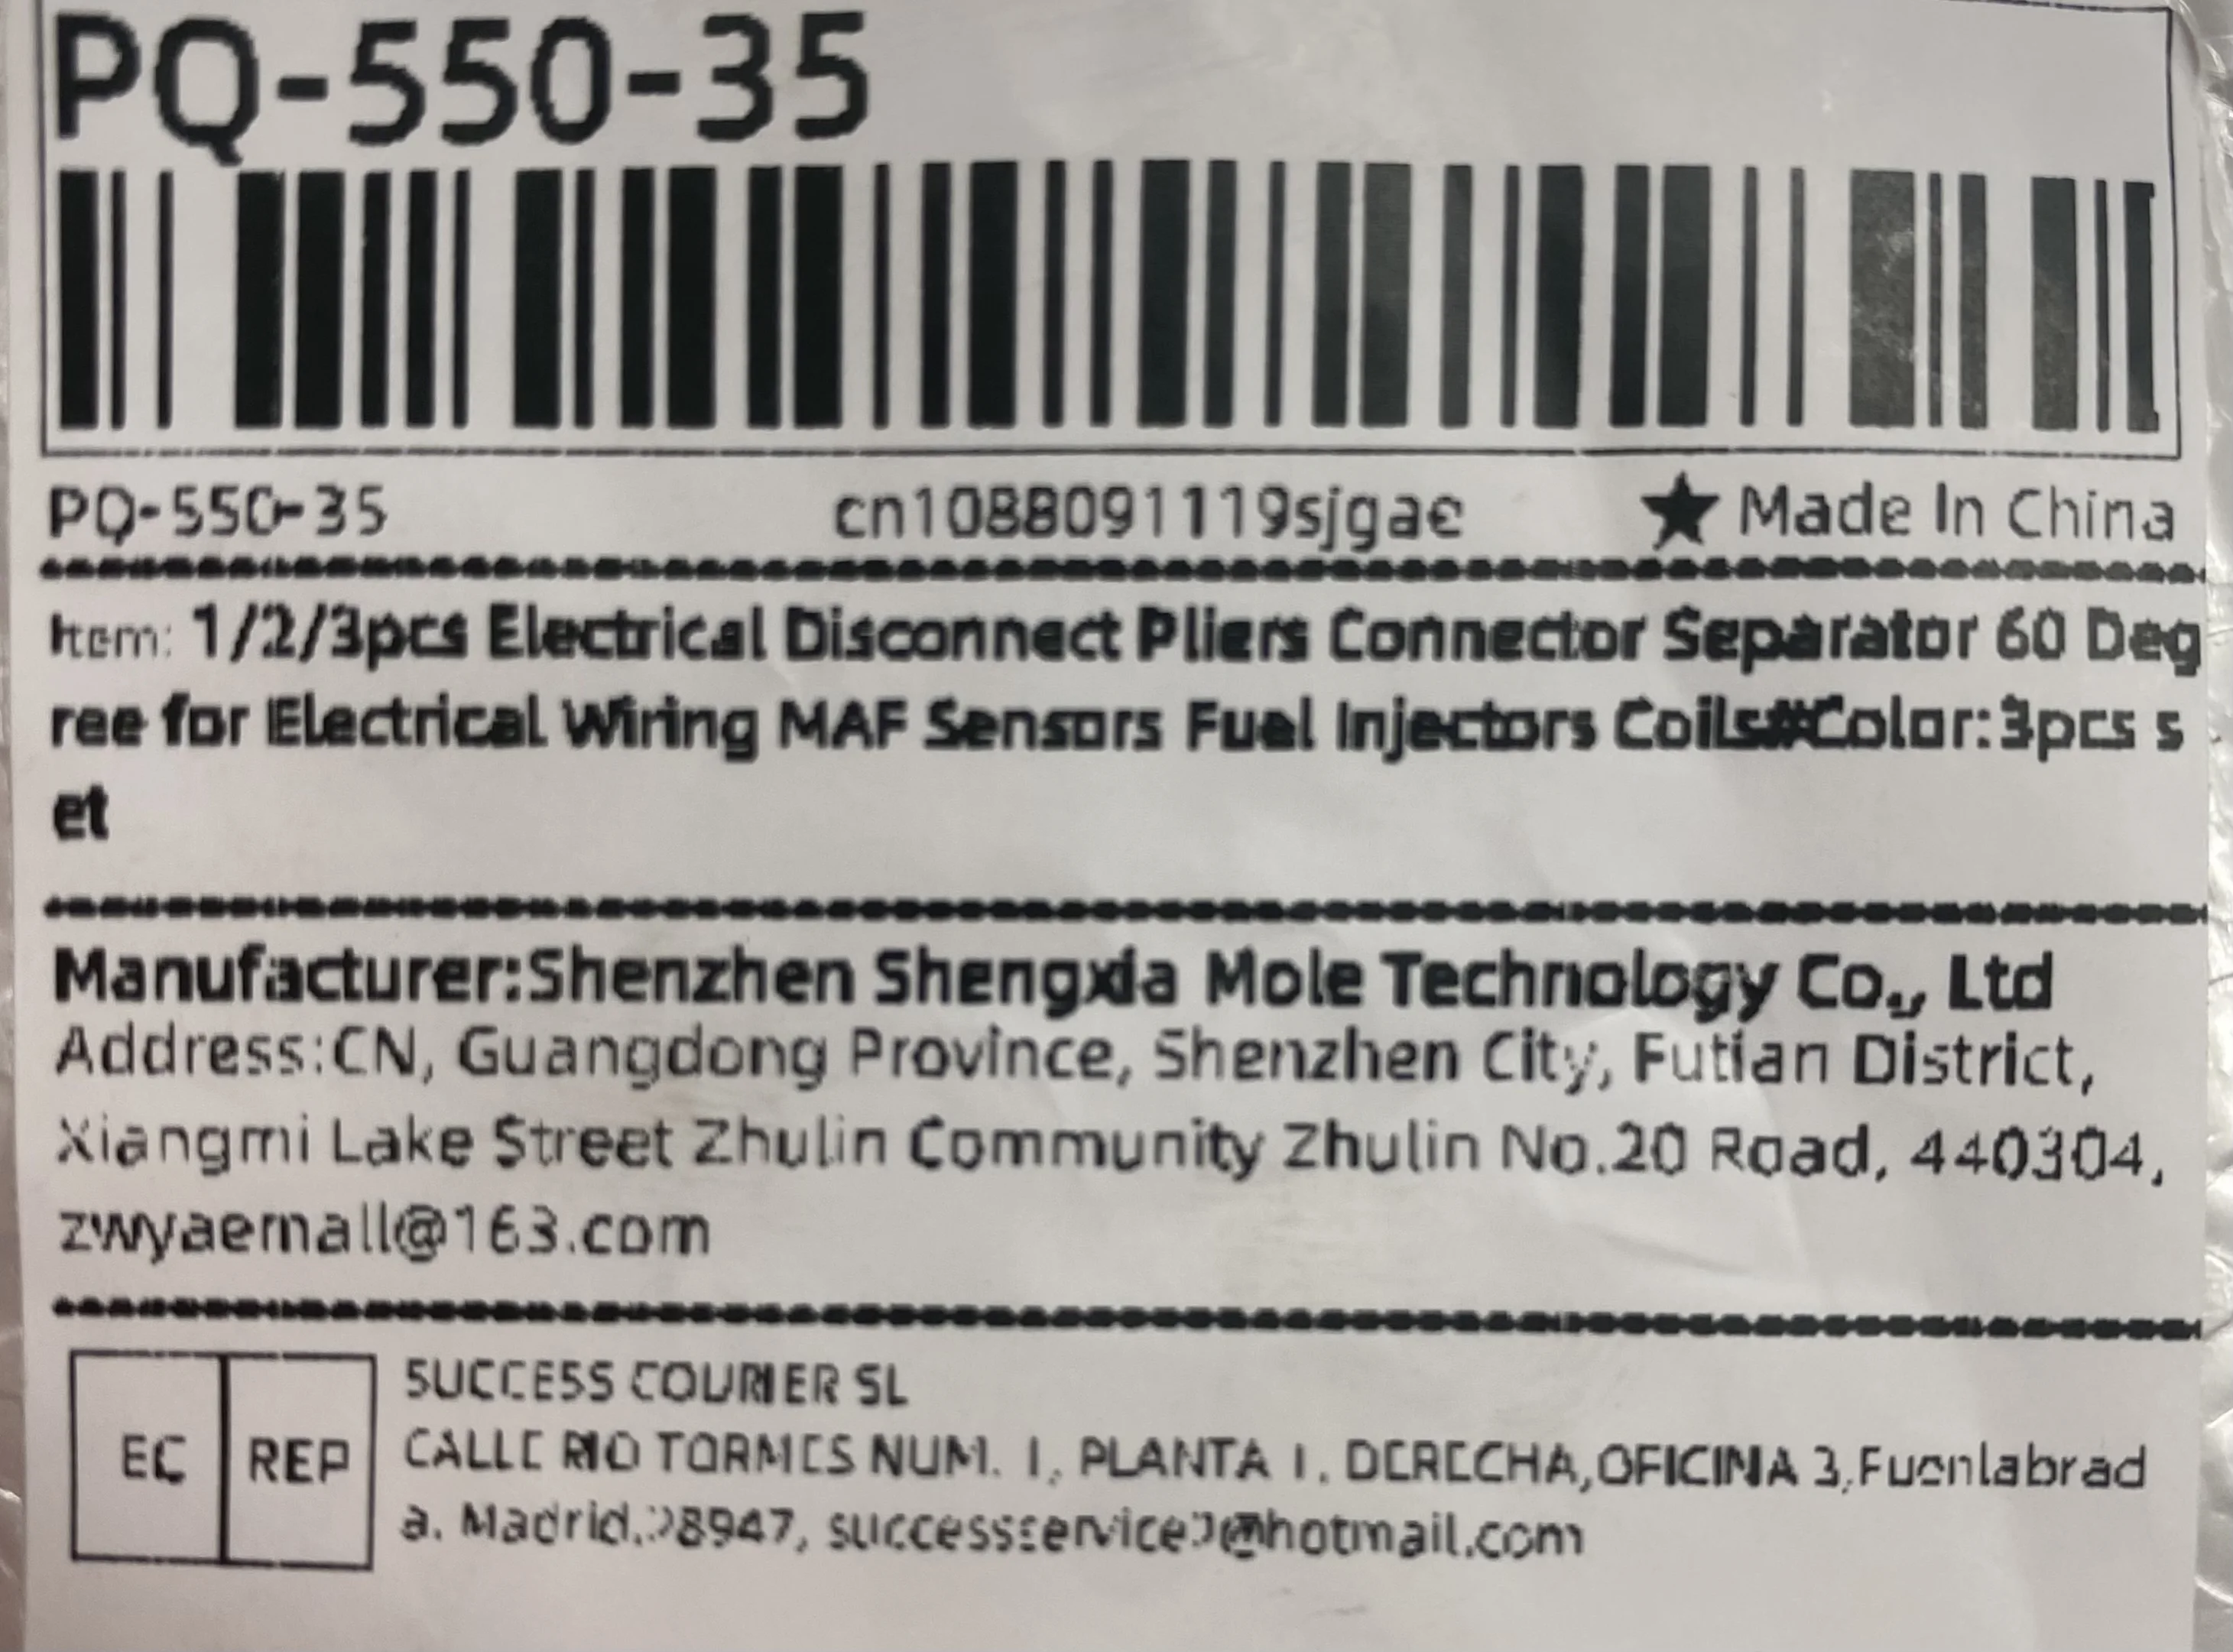 PQ-550-35
PQ-550-35 cn1088091119sjgae ★ Made In China
Item: 1/2/3pcs Electrical Disconnect Pliers Connector Separator 60 Deg
ree for Electrical Wiring MAF Sensors Fuel Injectors Coils#Color:3pcs s
et
Manufacturer:Shenzhen Shengxia Mole Technology Co., Ltd
Address:CN, Guangdong Province, Shenzhen City, Futian District,
Xiangmi Lake Street Zhulin Community Zhulin No.20 Road, 440304,
zwyaemall@163.com
EC REP
SUCCESS COURIER SL
CALLE RIO TORMES NUM. 1, PLANTA 1, DERECHA,OFICINA 3,Fuenlabrad
a, Madrid,28947,